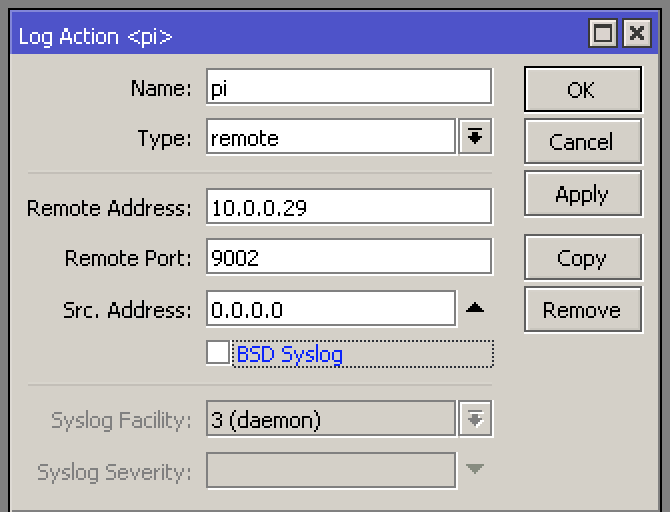 Log Action <pi>
Name: pi OK
Type: remote Cancel
Apply
Remote Address: 10.0.0.29
Remote Port: 9002 Copy
Src. Address: 0.0.0.0 Remove
BSD Syslog
Syslog Facility: 3 (daemon)
Syslog Severity: